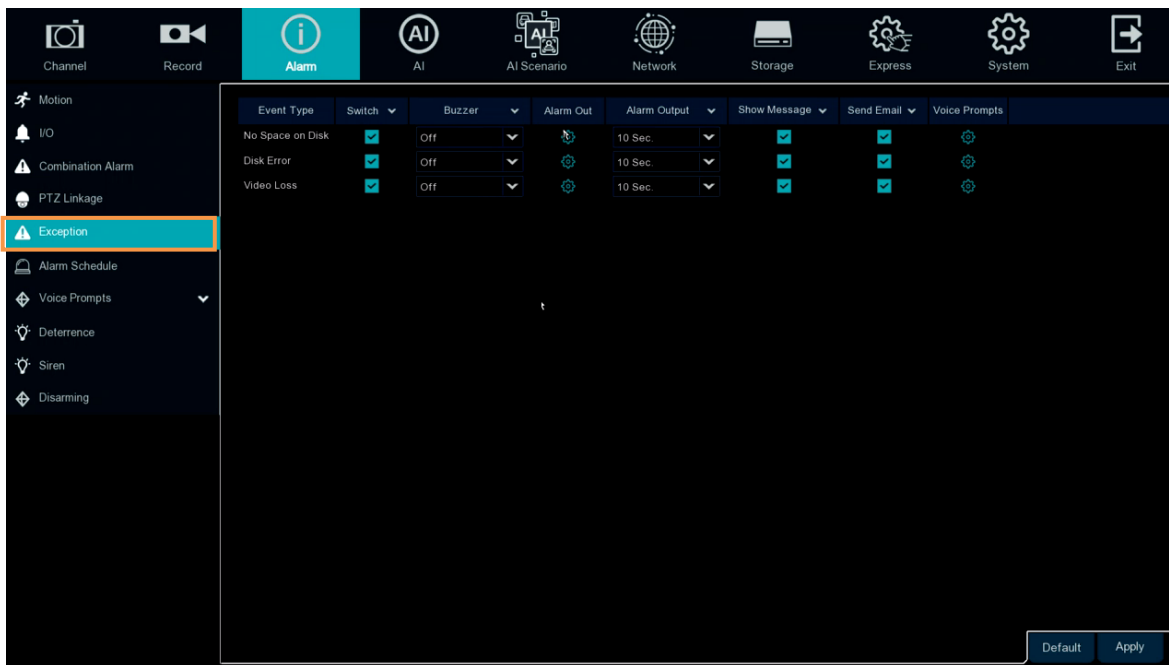 Channel Record Alarm AI AI Scenario Network Storage Express System Exit
Motion
I/O
Combination Alarm
PTZ Linkage
Exception
Alarm Schedule
Voice Prompts
Deterrence
Siren
Disarming
Event Type Switch Buzzer Alarm Out Alarm Output Show Message Send Email Voice Prompts
No Space on Disk Off 10 Sec.
Disk Error Off 10 Sec.
Video Loss Off 10 Sec.
Default Apply